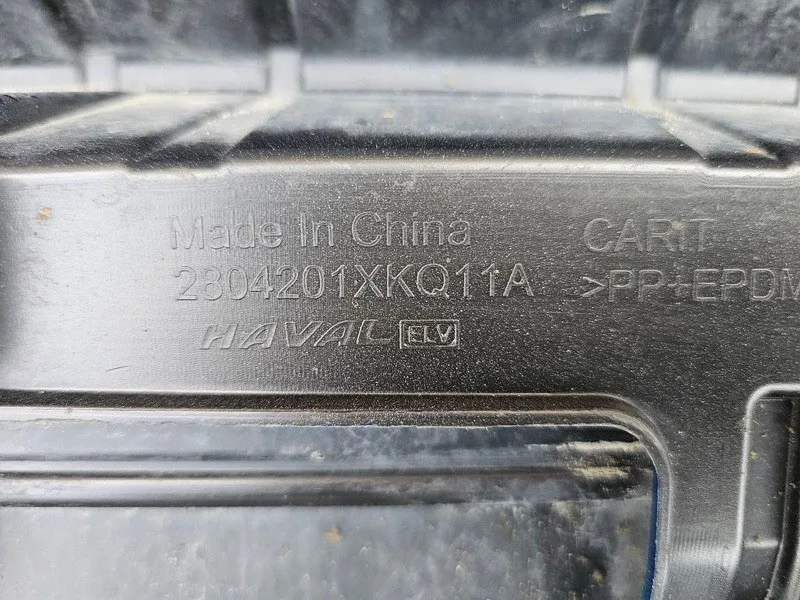 Made In China
2804201XKQ11A
HAVAL ELV
CARIT
>PP+EPDM